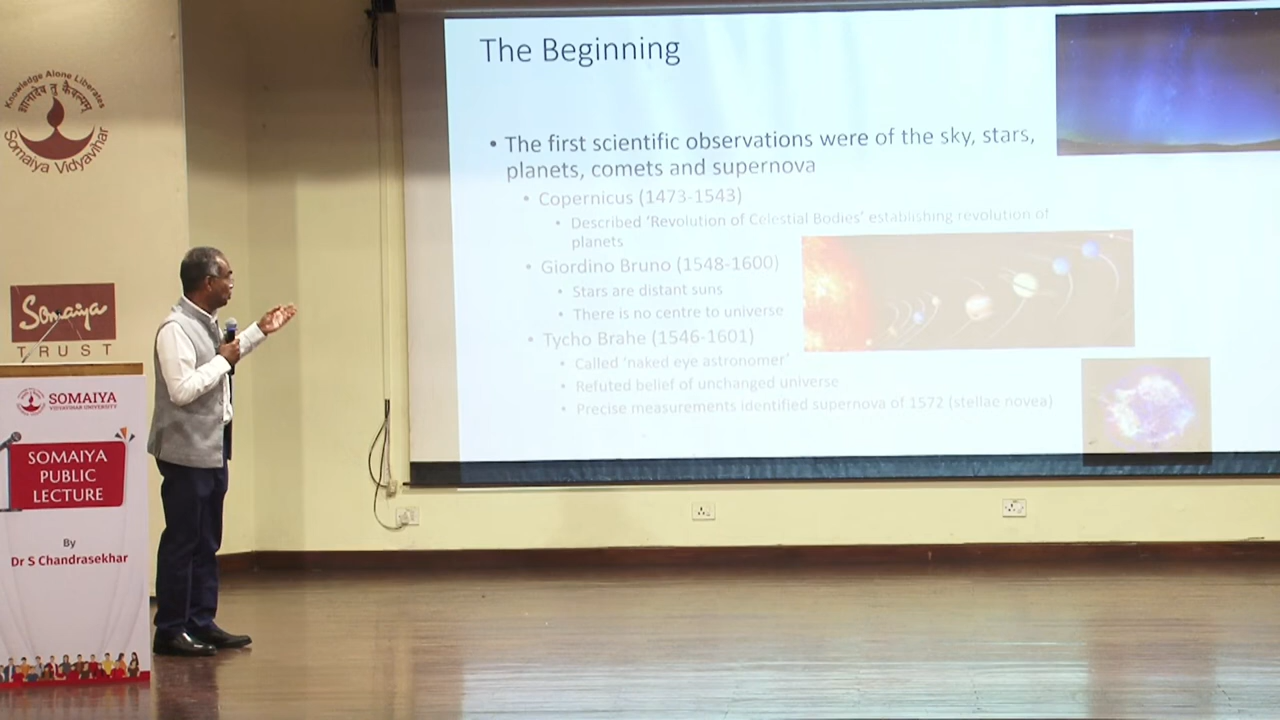 Knowledge Alone Liberates
ज्ञानादेव तु कैवल्यम्
Somaiya Vidyavihar
Somaiya
TRUST
SOMAIYA
VIDYAVIHAR UNIVERSITY
SOMAIYA
PUBLIC
LECTURE
By
Dr S Chandrasekhar
The Beginning
• The first scientific observations were of the sky, stars,
planets, comets and supernova
• Copernicus (1473-1543)
• Described ‘Revolution of Celestial Bodies’ establishing revolution of
planets
• Giordino Bruno (1548-1600)
• Stars are distant suns
• There is no centre to universe
• Tycho Brahe (1546-1601)
• Called ‘naked eye astronomer’
• Refuted belief of unchanged universe
• Precise measurements identified supernova of 1572 (stellae novea)